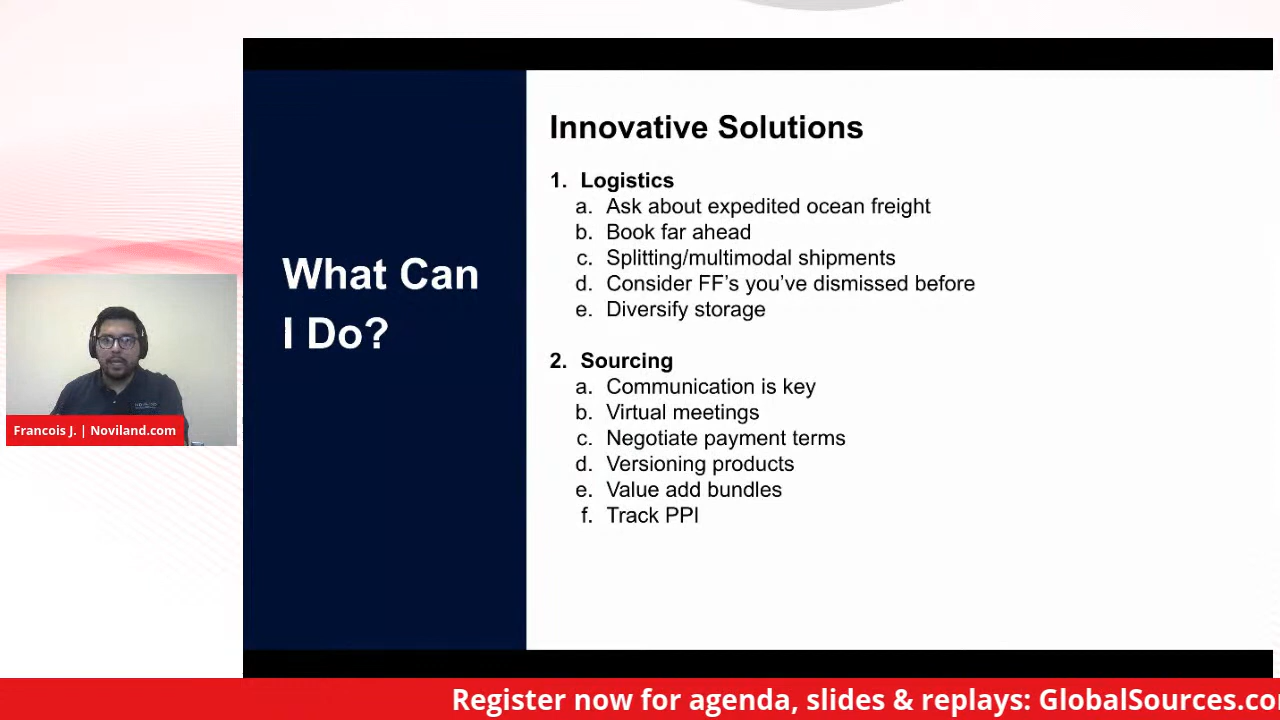 What Can
I Do?
Innovative Solutions
1. Logistics
a. Ask about expedited ocean freight
b. Book far ahead
c. Splitting/multimodal shipments
d. Consider FF's you've dismissed before
e. Diversify storage
2. Sourcing
a. Communication is key
b. Virtual meetings
c. Negotiate payment terms
d. Versioning products
e. Value add bundles
f. Track PPI
Francois J. | Noviland.com
Register now for agenda, slides & replays: GlobalSources.co